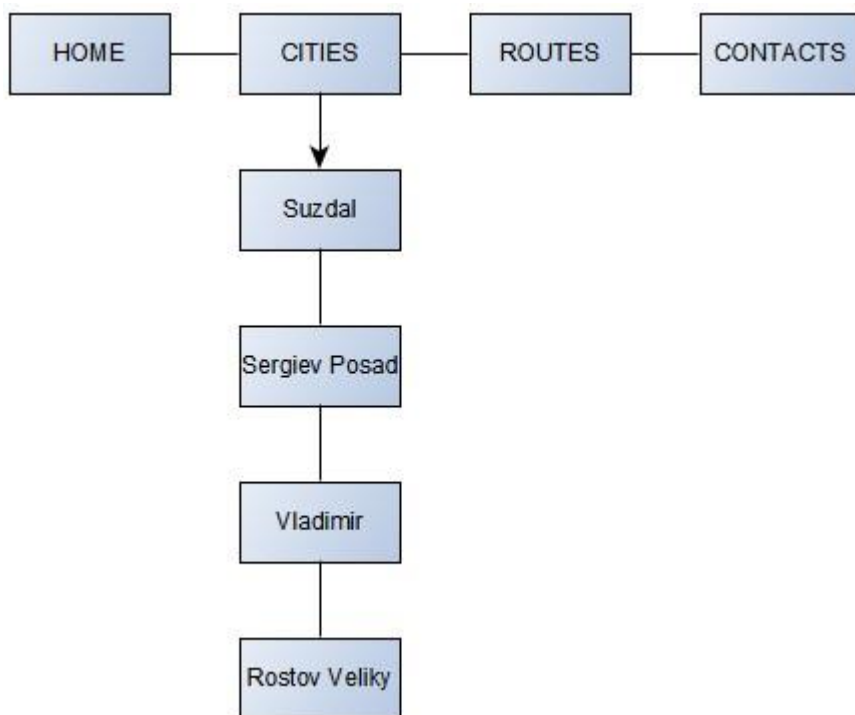 HOME CITIES ROUTES CONTACTS
Suzdal
Sergiev Posad
Vladimir
Rostov Veliky